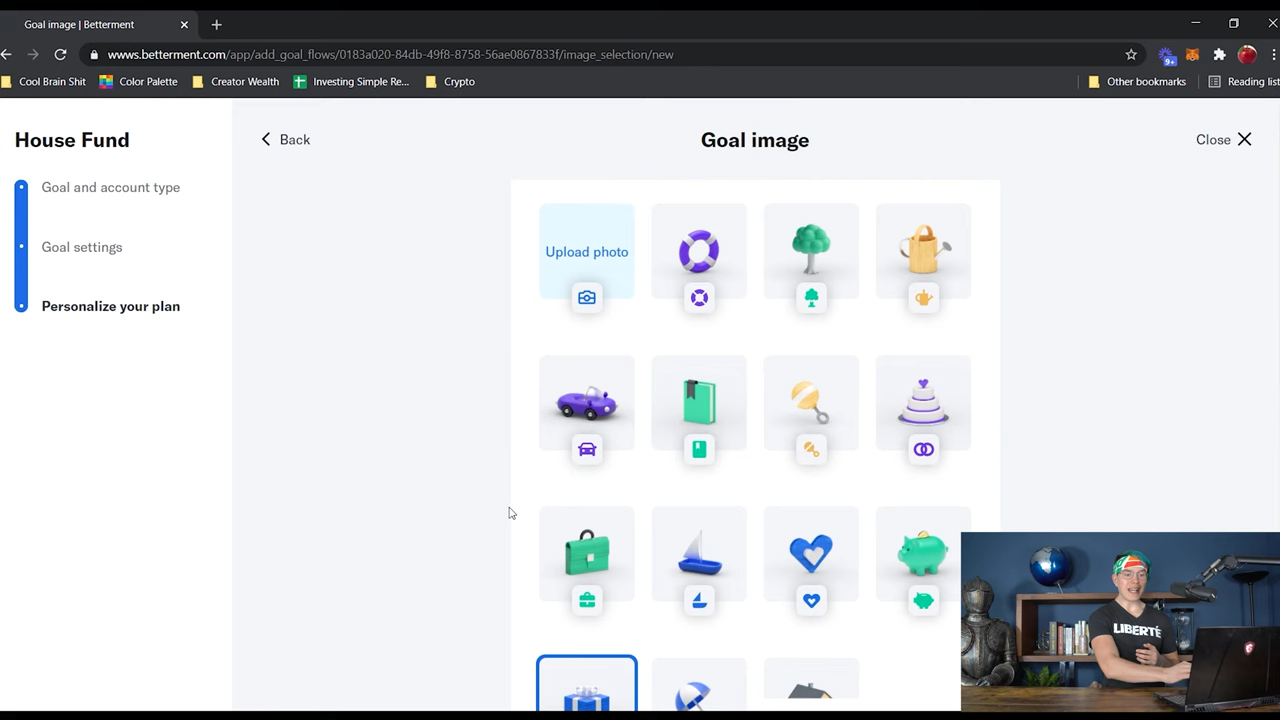 Goal image | Betterment
wwws.betterment.com/app/add_goal_flows/0183a020-84db-49f8-8758-56ae0867833f/image_selection/new
9+
Cool Brain Shit
Color Palette
Creator Wealth
Investing Simple Re...
Crypto
Other bookmarks
Reading list
House Fund
Back
Goal image
Close
Goal and account type
Goal settings
Personalize your plan
Upload photo
LIBERTÉ